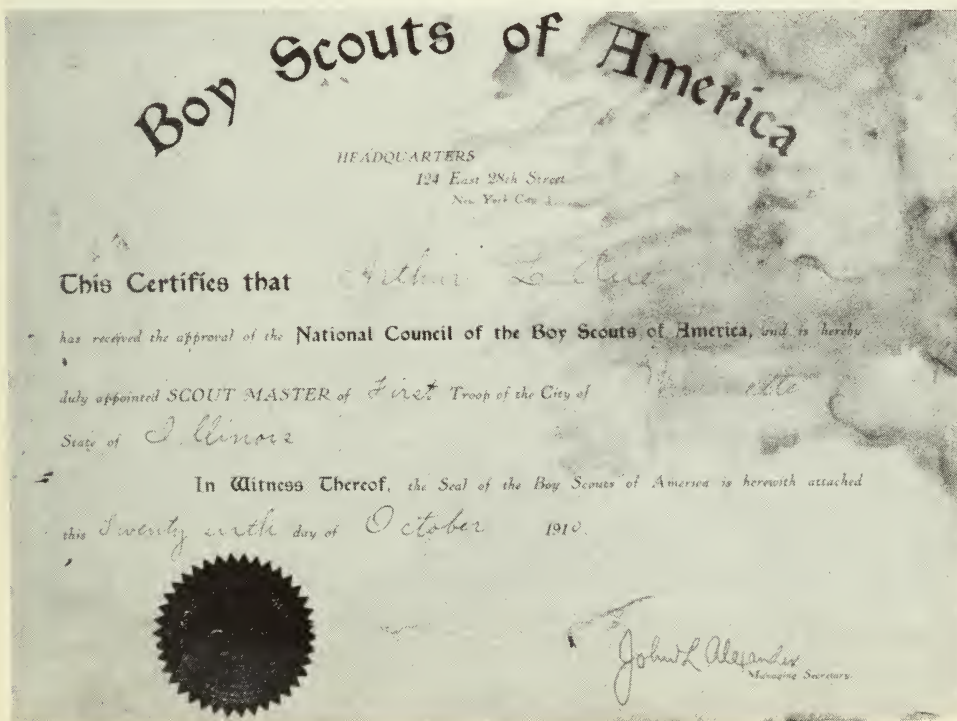 Boy Scouts of America
HEADQUARTERS
124 East 28th Street
New York City
This Certifies that Arthur L Rue
has received the approval of the National Council of the Boy Scouts of America, and is hereby
duly appointed SCOUT MASTER of First Troop of the City of
State of Illinois
In Witness Thereof, the Seal of the Boy Scouts of America is herewith attached
this Twenty sixth day of October 1910.
John L Alexander
Managing Secretary.